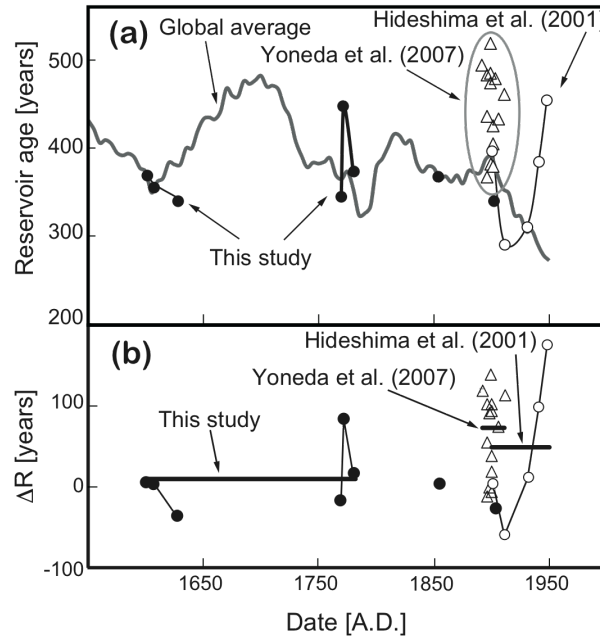 (a)
Global average
Hideshima et al. (2001)
Yoneda et al. (2007)
This study
Reservoir age [years]
500
400
300
200
(b)
Hideshima et al. (2001)
Yoneda et al. (2007)
This study
ΔR [years]
100
0
-100
1650 1750 1850 1950
Date [A.D.]